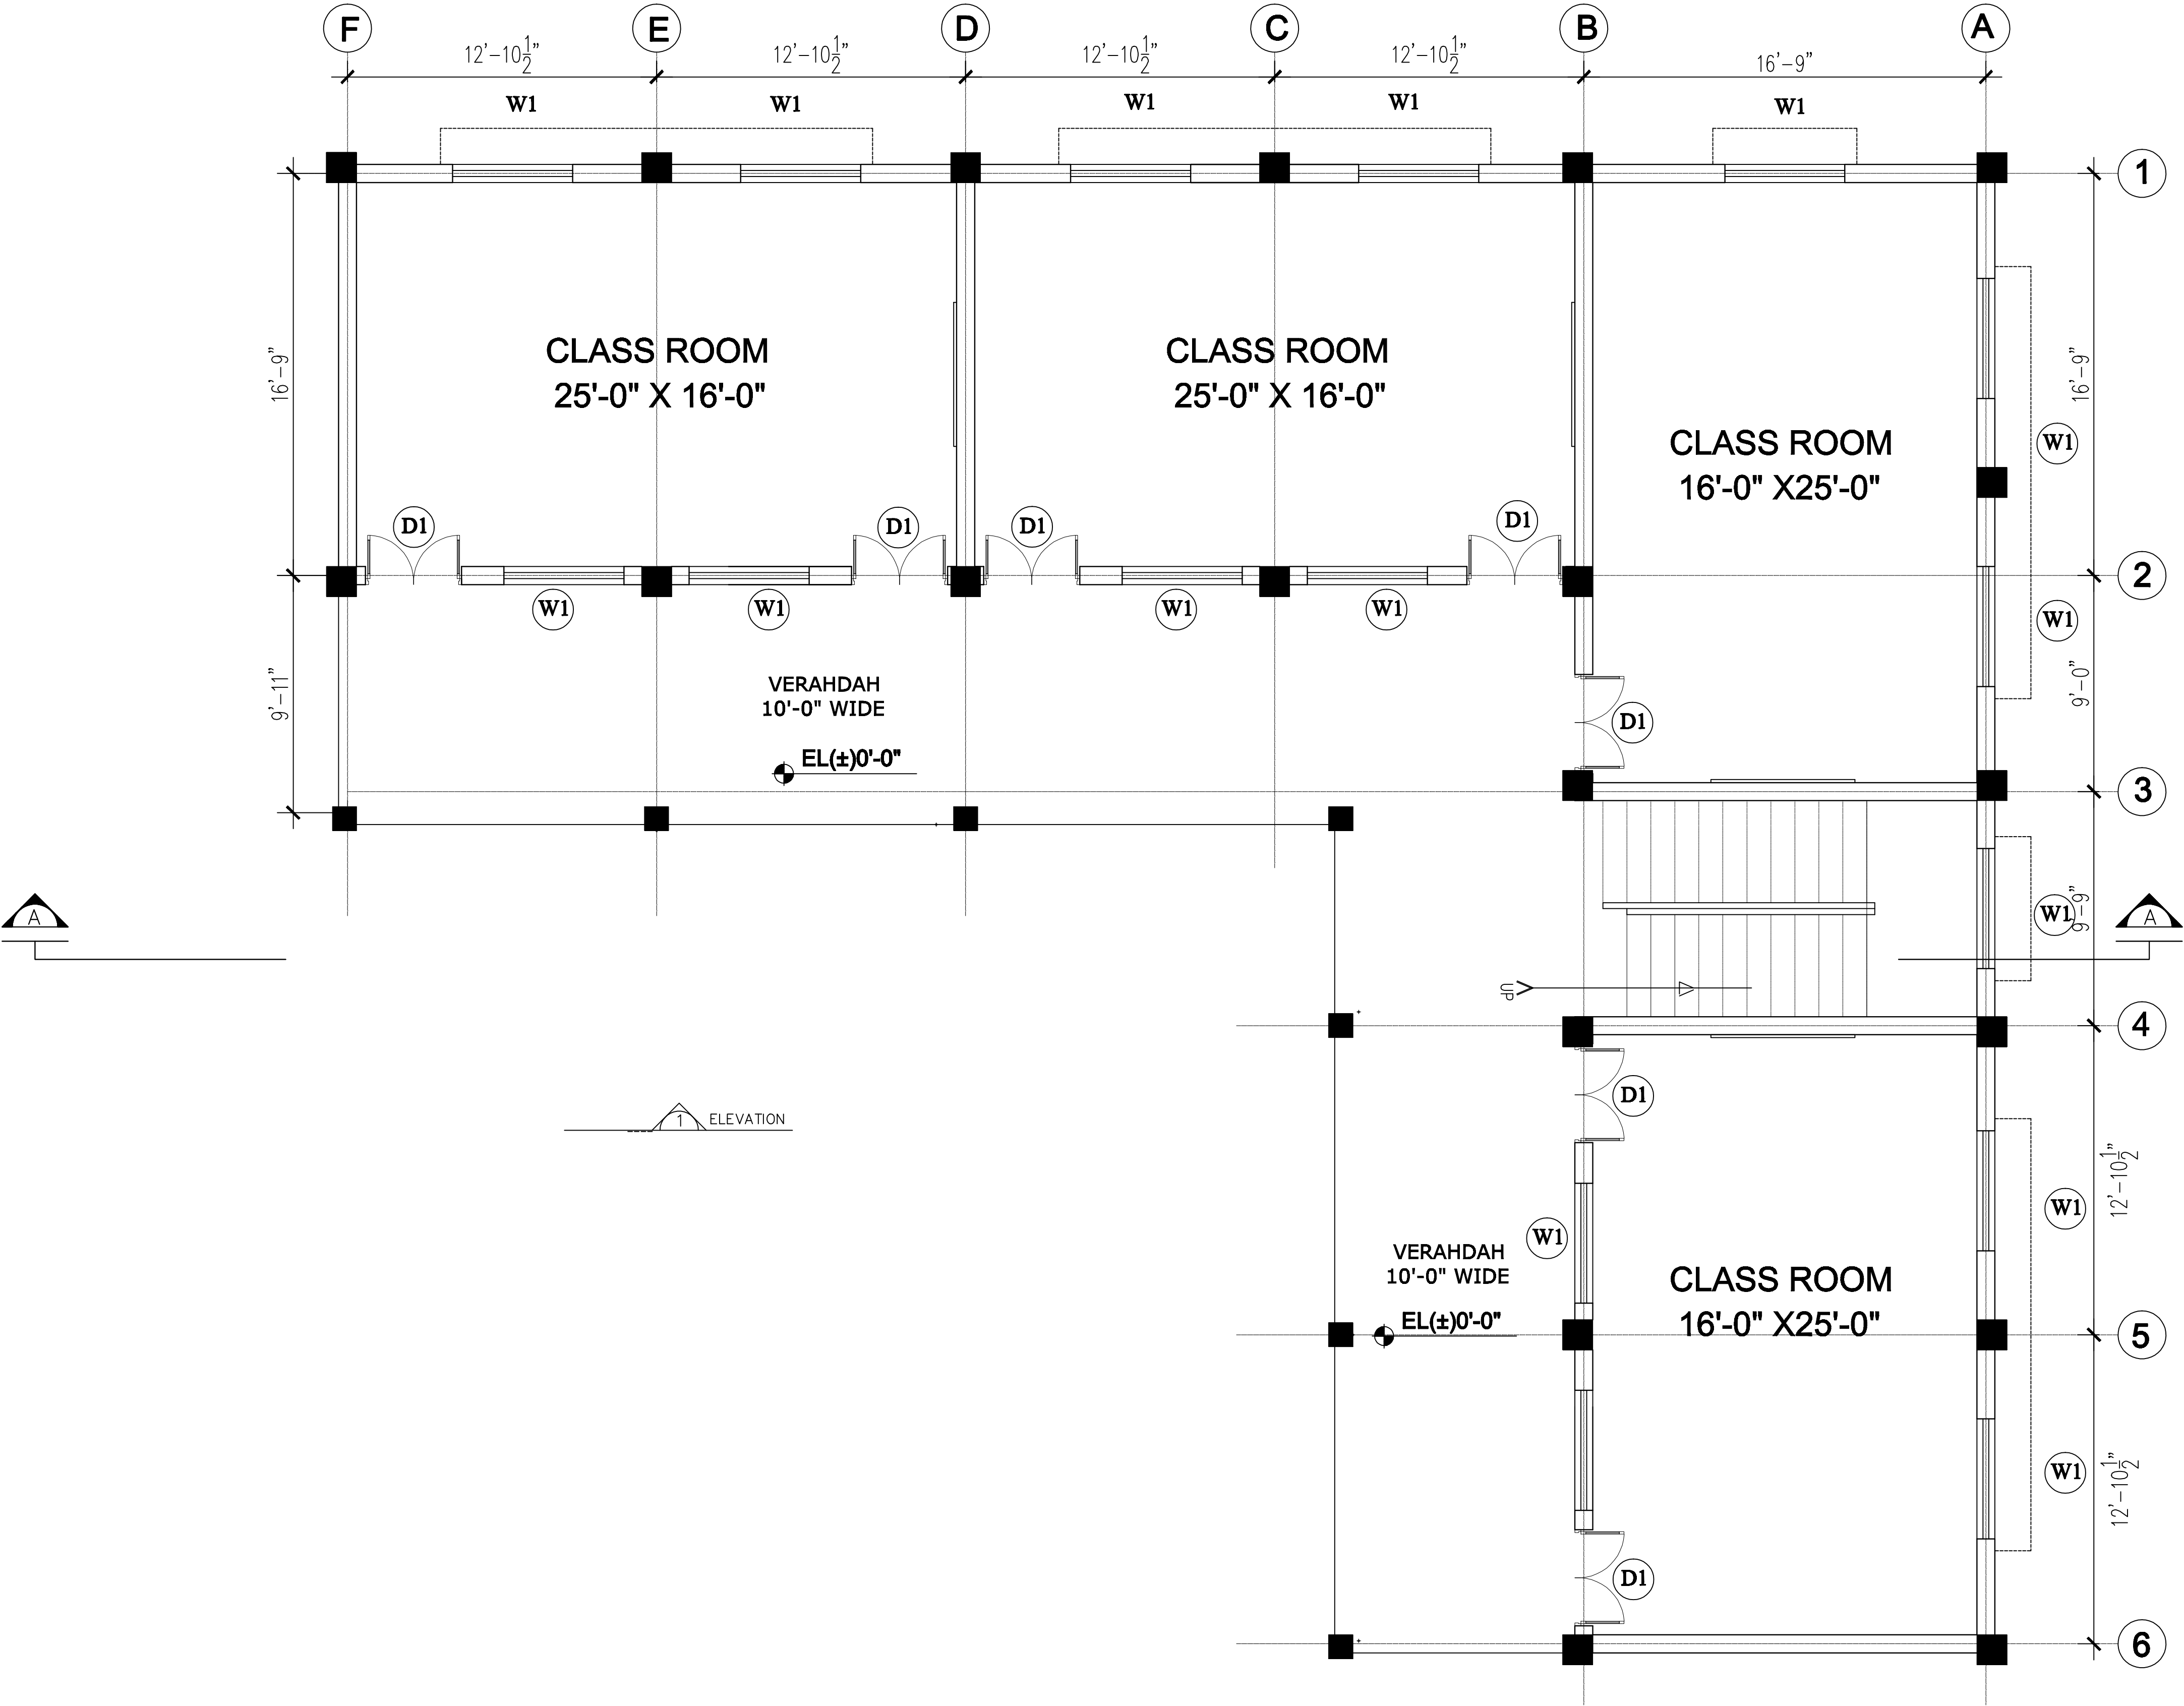 F E D C B A
12'-10½" 12'-10½" 12'-10½" 12'-10½" 16'-9"
W1 W1 W1 W1 W1
1
16'-9" 16'-9"
CLASS ROOM
25'-0" X 16'-0"
CLASS ROOM
25'-0" X 16'-0"
CLASS ROOM
16'-0" X25'-0"
W1
D1 D1 D1 D1
2
W1 W1 W1 W1
W1
9'-11" 9'-0"
VERAHDAH
10'-0" WIDE
EL(±)0'-0"
D1
3
A A
W1 9'-9"
UP
4
D1
1 ELEVATION
12'-10½"
W1
W1
VERAHDAH
10'-0" WIDE
EL(±)0'-0"
CLASS ROOM
16'-0" X25'-0"
5
W1
12'-10½"
D1
6